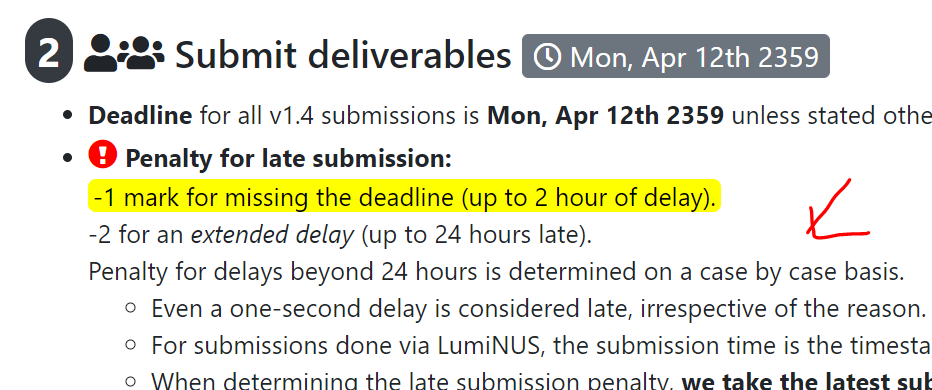 2 Submit deliverables Mon, Apr 12th 2359
Deadline for all v1.4 submissions is Mon, Apr 12th 2359 unless stated othe
Penalty for late submission:
-1 mark for missing the deadline (up to 2 hour of delay).
-2 for an extended delay (up to 24 hours late).
Penalty for delays beyond 24 hours is determined on a case by case basis.
Even a one-second delay is considered late, irrespective of the reason.
For submissions done via LumiNUS, the submission time is the timesta
When determining the late submission penalty, we take the latest sub